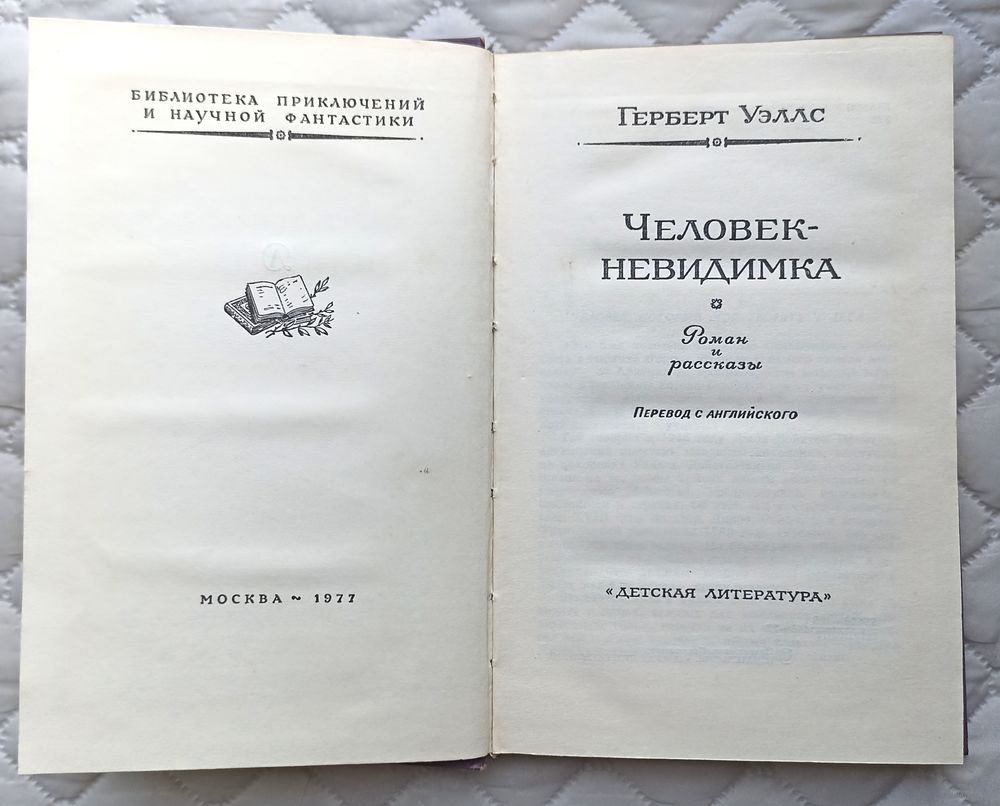 БИБЛИОТЕКА ПРИКЛЮЧЕНИЙ
И НАУЧНОЙ ФАНТАСТИКИ
МОСКВА ~ 1977
Герберт Уэллс
Человек-
невидимка
Роман
и
рассказы
Перевод с английского
«ДЕТСКАЯ ЛИТЕРАТУРА»